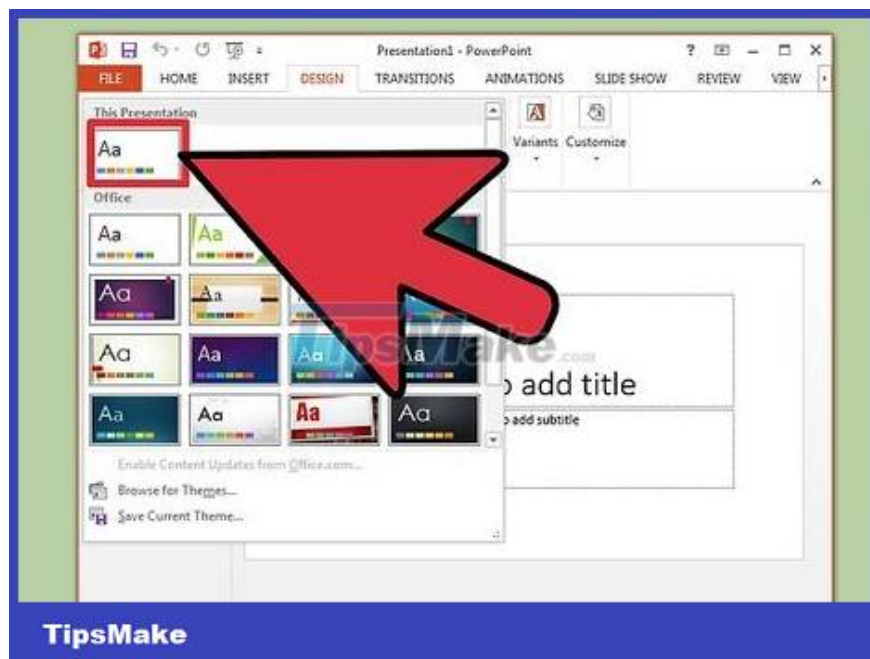 Presentation1 - PowerPoint
FILE HOME INSERT DESIGN TRANSITIONS ANIMATIONS SLIDE SHOW REVIEW VIEW
This Presentation
Aa
Variants Customize
Office
Aa Aa
Aa Aa
Aa Aa Aa Aa
Aa Aa Aa Aa
TipsMake.com
add title
add subtitle
Enable Content Updates from Office.com...
Browse for Themes...
Save Current Theme...
TipsMake